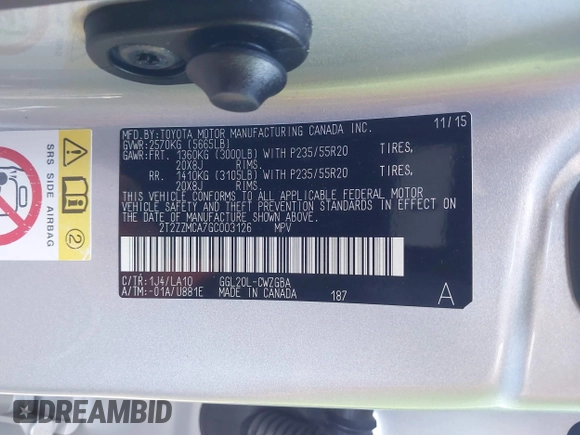 MFD.BY:TOYOTA MOTOR MANUFACTURING CANADA INC. 11/15
GVWR:2570KG (5665LB)
GAWR:FRT. 1360KG (3000LB) WITH P235/55R20 TIRES,
20X8J RIMS.
RR. 1410KG (3105LB) WITH P235/55R20 TIRES,
20X8J RIMS.
THIS VEHICLE CONFORMS TO ALL APPLICABLE FEDERAL MOTOR
VEHICLE SAFETY AND THEFT PREVENTION STANDARDS IN EFFECT ON
THE DATE OF MANUFACTURE SHOWN ABOVE.
2T2ZZMCA7GC003126 MPV
C/TR:1J4/LA10 GGL20L-CWZGBA
A/TM:-01A/U881E MADE IN CANADA 187 A
SIDE AIRBAG
2
DREAMBID